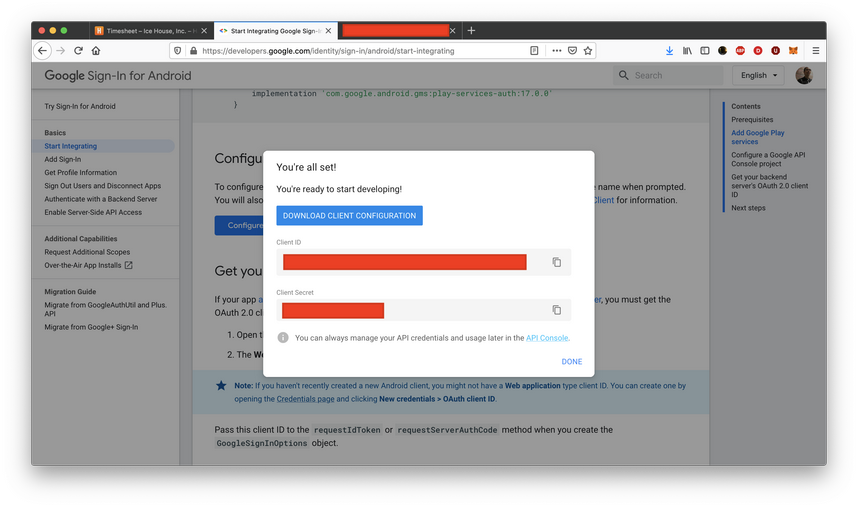 Timesheet – Ice House, Inc. –
Start Integrating Google Sign-In
https://developers.google.com/identity/sign-in/android/start-integrating
Google Sign-In for Android
Search
English
Try Sign-In for Android
Basics
Start Integrating
Add Sign-In
Get Profile Information
Sign Out Users and Disconnect Apps
Authenticate with a Backend Server
Enable Server-Side API Access
Additional Capabilities
Request Additional Scopes
Over-the-Air App Installs
Migration Guide
Migrate from GoogleAuthUtil and Plus.
API
Migrate from Google+ Sign-In
implementation 'com.google.android.gms:play-services-auth:17.0.0'
}
Configu
To configure
name when prompted.
You will also
Client for information.
Configure
Get you
If your app a
er, you must get the
OAuth 2.0 cli
1. Open t
2. The We
You're all set!
You're ready to start developing!
DOWNLOAD CLIENT CONFIGURATION
Client ID
Client Secret
You can always manage your API credentials and usage later in the API Console.
DONE
Note: If you haven't recently created a new Android client, you might not have a Web application type client ID. You can create one by
opening the Credentials page and clicking New credentials > OAuth client ID.
Pass this client ID to the requestIdToken or requestServerAuthCode method when you create the
GoogleSignInOptions object.
Contents
Prerequisites
Add Google Play
services
Configure a Google API
Console project
Get your backend
server's OAuth 2.0 client
ID
Next steps